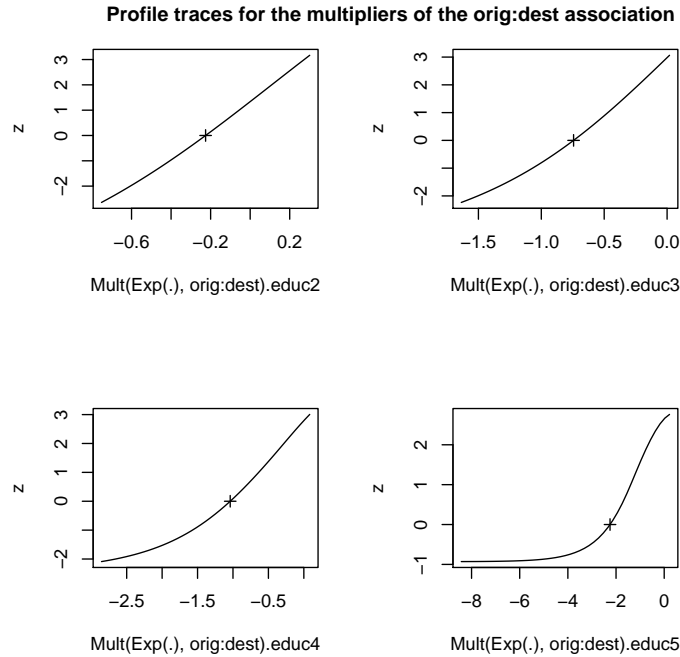 Profile traces for the multipliers of the orig:dest association
z
3
2
1
0
−2
−0.6 −0.2 0.2
Mult(Exp(.), orig:dest).educ2
z
3
2
1
0
−2
−1.5 −1.0 −0.5 0.0
Mult(Exp(.), orig:dest).educ3
z
3
2
1
0
−2
−2.5 −1.5 −0.5
Mult(Exp(.), orig:dest).educ4
z
2
1
0
−1
−8 −6 −4 −2 0
Mult(Exp(.), orig:dest).educ5